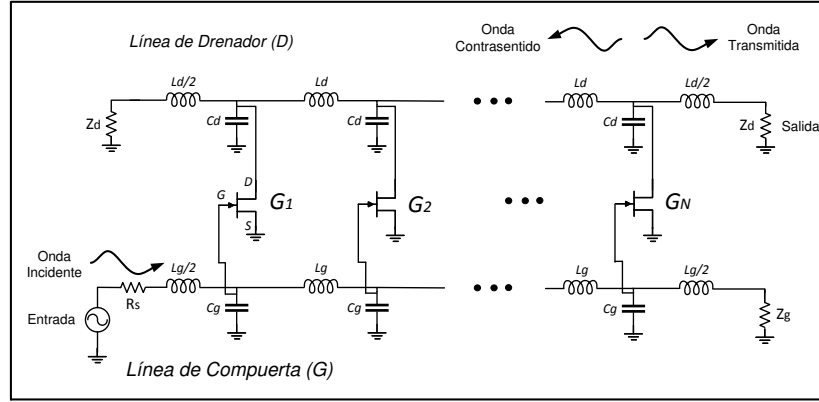 Línea de Drenador (D)
Onda
Contrasentido
Onda
Transmitida
Ld/2
Ld
Ld
Ld/2
Zd
Cd
Cd
Cd
Zd
Salida
D
G
S
G1
G2
GN
Onda
Incidente
Lg/2
Lg
Lg
Lg/2
Rs
Entrada
Cg
Cg
Cg
Zg
Línea de Compuerta (G)